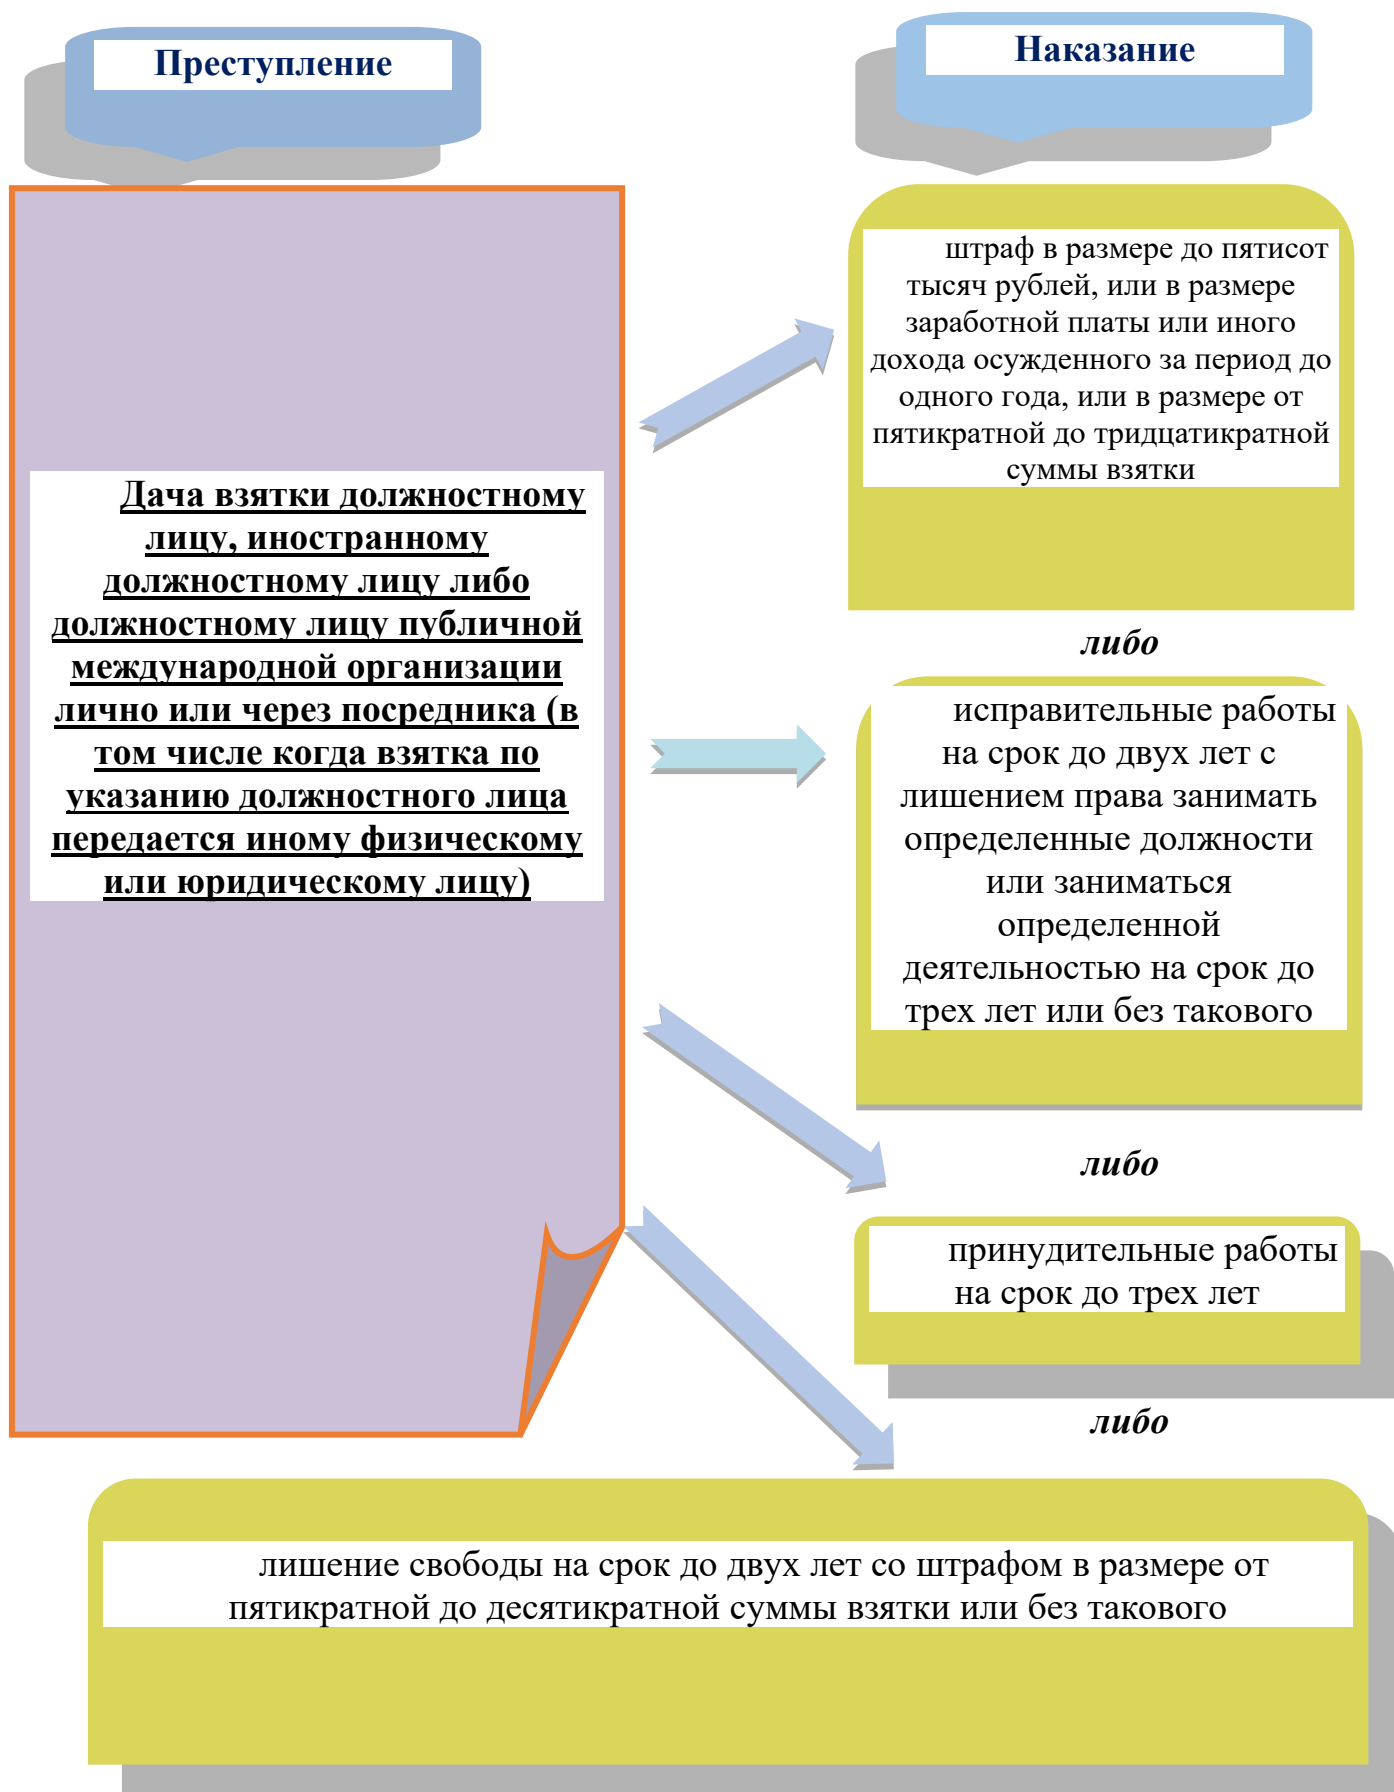 Преступление
Наказание
Дача взятки должностному
лицу, иностранному
должностному лицу либо
должностному лицу публичной
международной организации
лично или через посредника (в
том числе когда взятка по
указанию должностного лица
передается иному физическому
или юридическому лицу)
штраф в размере до пятисот
тысяч рублей, или в размере
заработной платы или иного
дохода осужденного за период до
одного года, или в размере от
пятикратной до тридцатикратной
суммы взятки
либо
исправительные работы
на срок до двух лет с
лишением права занимать
определенные должности
или заниматься
определенной
деятельностью на срок до
трех лет или без такового
либо
принудительные работы
на срок до трех лет
либо
лишение свободы на срок до двух лет со штрафом в размере от
пятикратной до десятикратной суммы взятки или без такового